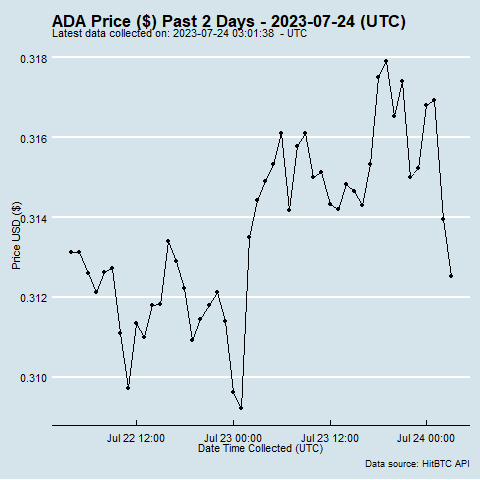 ADA Price ($) Past 2 Days - 2023-07-24 (UTC)
Latest data collected on: 2023-07-24 03:01:38  - UTC
0.318
0.316
0.314
0.312
0.310
Price USD ($)
Jul 22 12:00 Jul 23 00:00 Jul 23 12:00 Jul 24 00:00
Date Time Collected (UTC)
Data source: HitBTC API